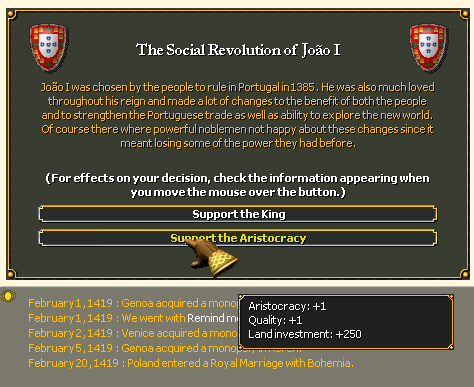 The Social Revolution of João I
João I was chosen by the people to rule in Portugal in 1385. He was also much loved
throughout his reign and made a lot of changes to the benefit of both the people
and to strengthen the Portuguese trade as well as ability to explore the new world.
Of course there where powerful noblemen not happy about these changes since it
meant losing some of the power they had before.
(For effects on your decision, check the information appearing when
you move the mouse over the button.)
Support the King
Support the Aristocracy
February 1, 1419 : Genoa acquired a monop
February 1, 1419 : We went with Remind m
February 2, 1419 : Venice acquired a mono
February 5, 1419 : Genoa acquired a monopoly in
February 20, 1419 : Poland entered a Royal Marriage with Bohemia.
Aristocracy: +1
Quality: +1
Land investment: +250